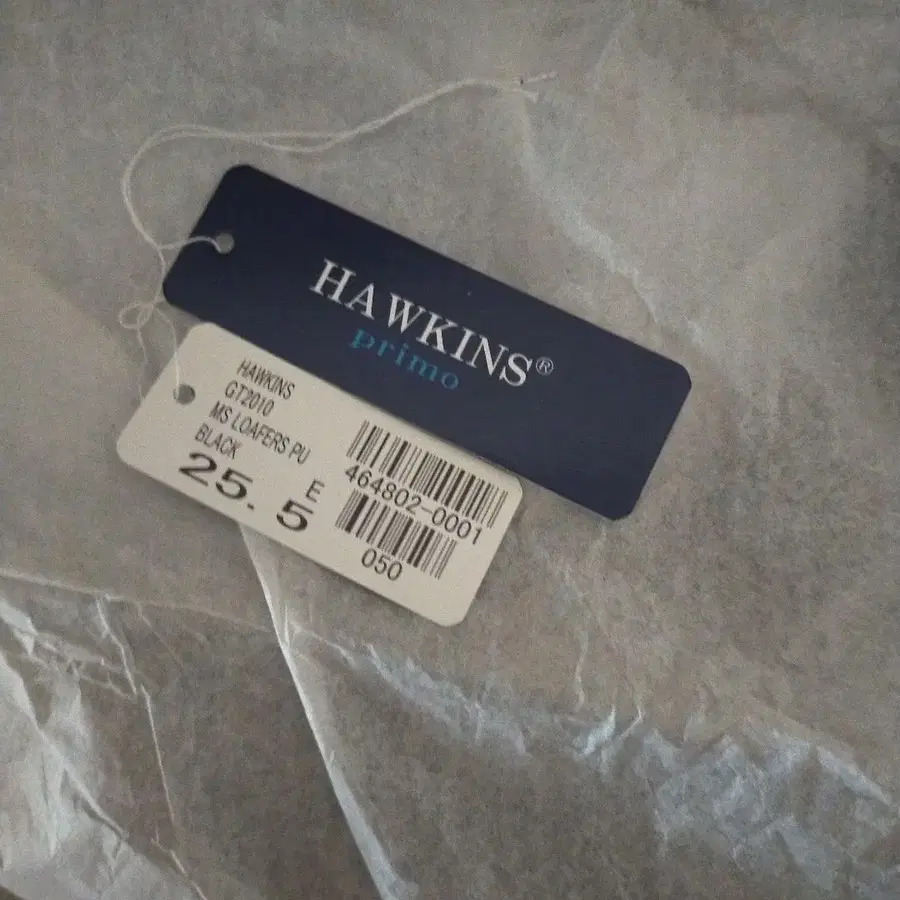 HAWKINS®
primo
HAWKINS
GT2010
MS LOAFERS PU
BLACK
25.5 E
464802-0001
050